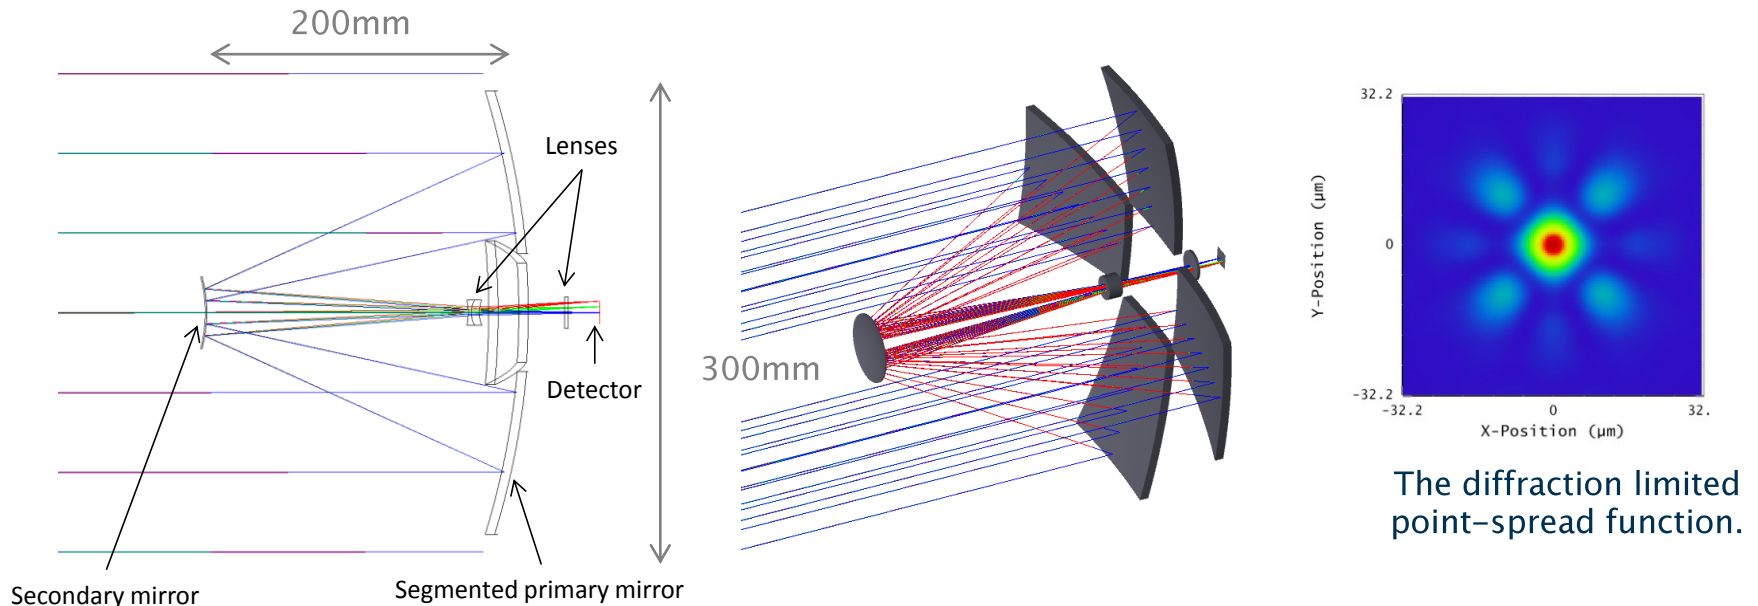 200mm
Lenses
Detector
300mm
Secondary mirror
Segmented primary mirror
32.2
0
-32.2
Y-Position (µm)
-32.2
0
32.
X-Position (µm)
The diffraction limited
point-spread function.